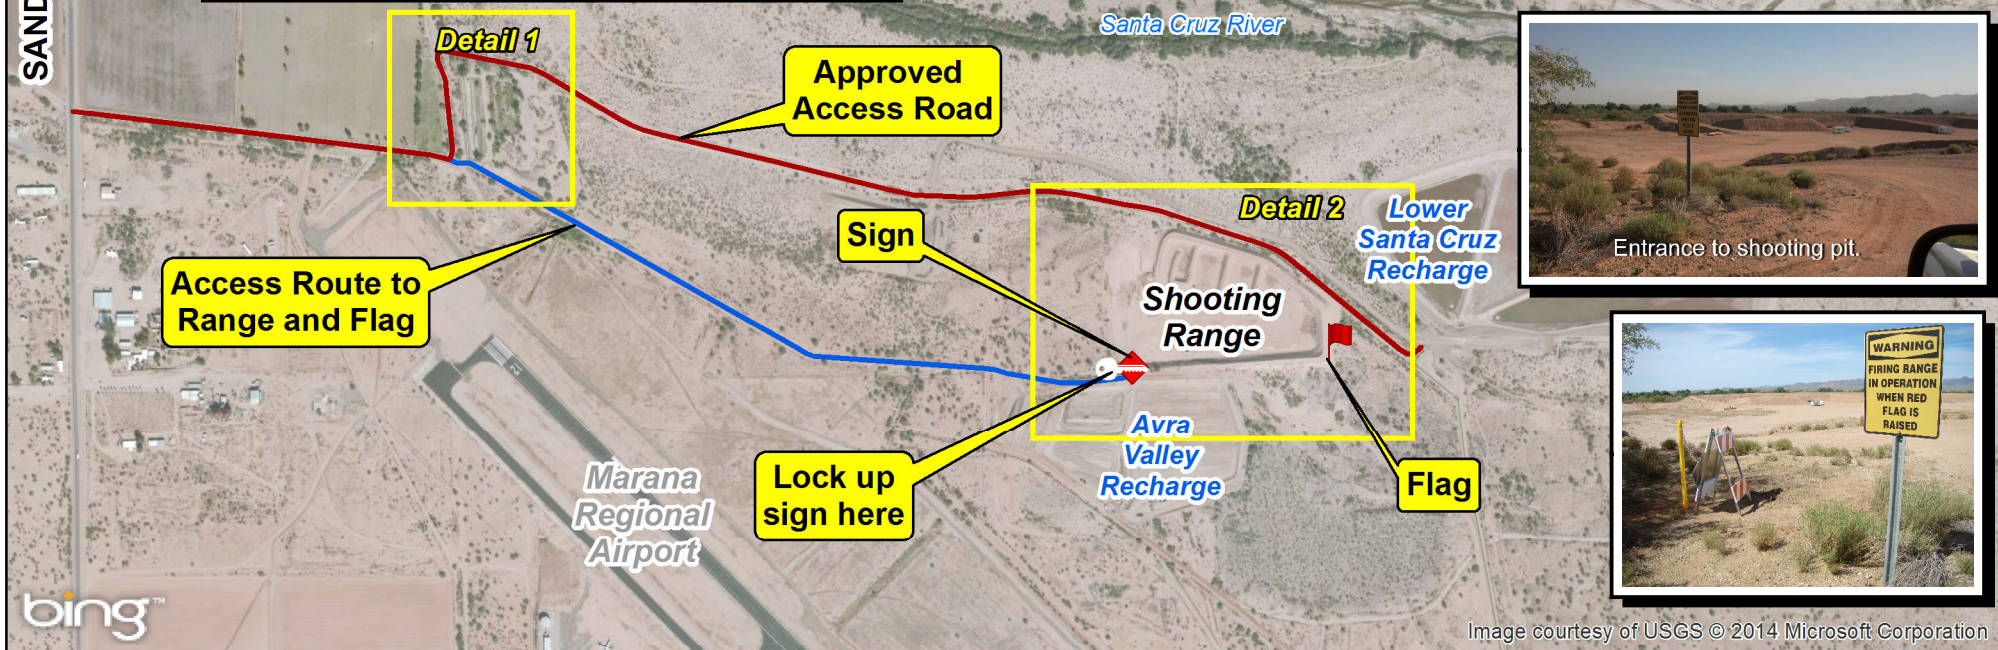 SAND
Detail 1
Santa Cruz River
Approved
Access Road
Access Route to
Range and Flag
Sign
Detail 2
Lower
Santa Cruz
Recharge
Shooting
Range
Avra
Valley
Recharge
Lock up
sign here
Flag
Marana
Regional
Airport
Entrance to shooting pit.
WARNING
FIRING RANGE
IN OPERATION
WHEN RED
FLAG IS
RAISED
bing™
Image courtesy of USGS © 2014 Microsoft Corporation